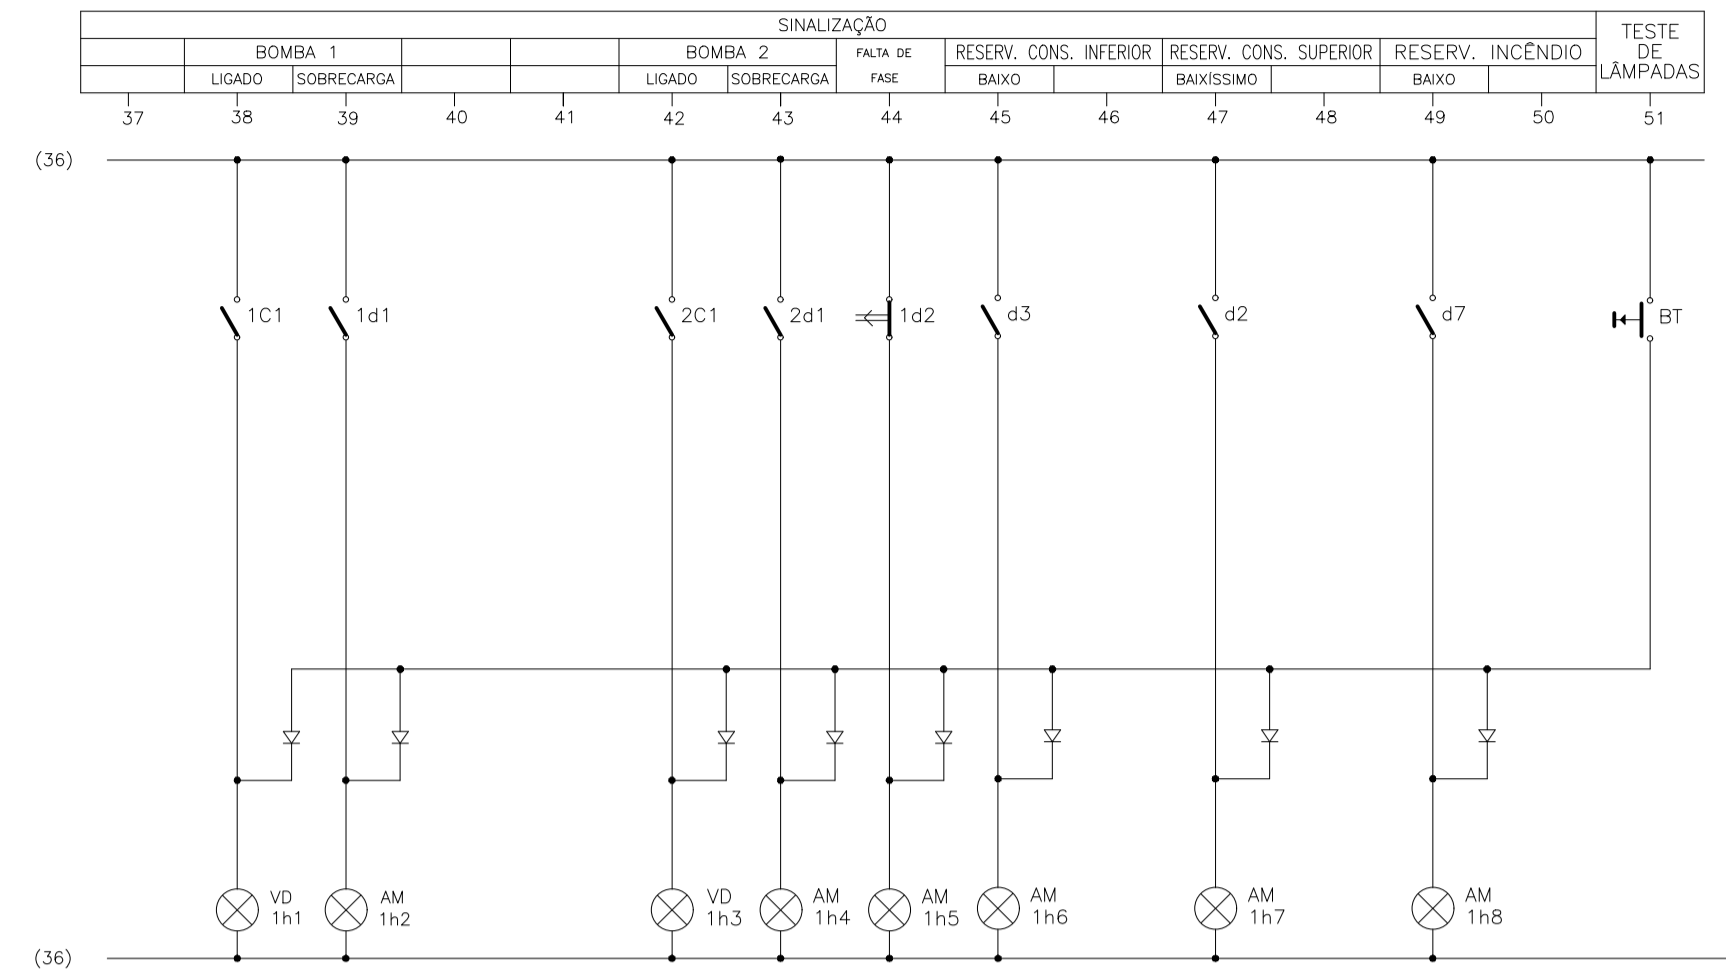 SINALIZAÇÃO
TESTE
DE
LÂMPADAS
BOMBA 1
BOMBA 2
FALTA DE
FASE
RESERV. CONS. INFERIOR
RESERV. CONS. SUPERIOR
RESERV. INCÊNDIO
LIGADO
SOBRECARGA
LIGADO
SOBRECARGA
BAIXO
BAIXÍSSIMO
BAIXO
37 38 39 40 41 42 43 44 45 46 47 48 49 50 51
(36)
1C1
1d1
2C1
2d1
1d2
d3
d2
d7
BT
VD
1h1
AM
1h2
VD
1h3
AM
1h4
AM
1h5
AM
1h6
AM
1h7
AM
1h8
(36)